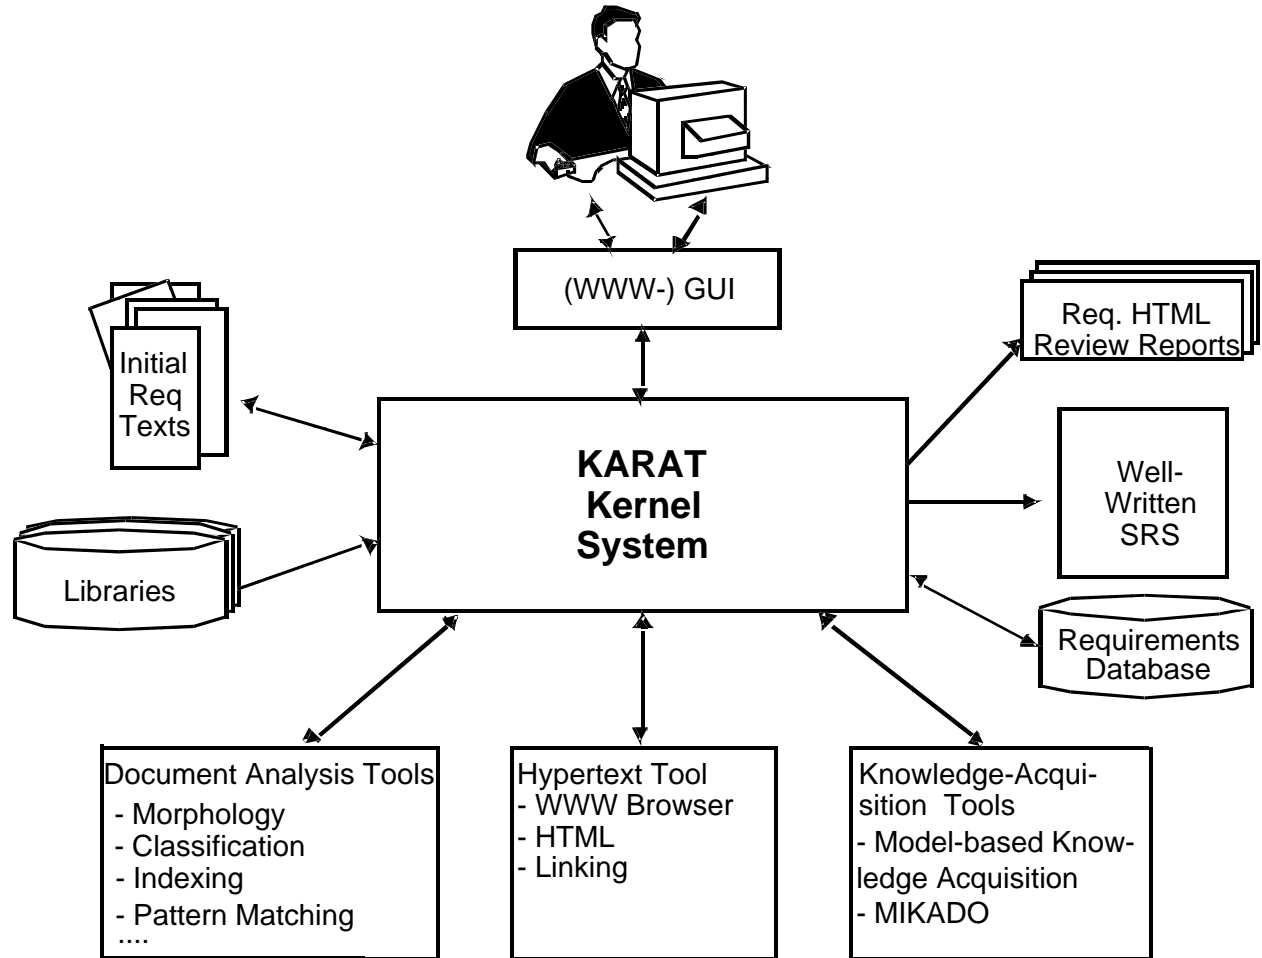 (WWW-) GUI
Initial
Req
Texts
Req. HTML
Review Reports
KARAT
Kernel
System
Well-
Written
SRS
Libraries
Requirements
Database
Document Analysis Tools
- Morphology
- Classification
- Indexing
- Pattern Matching
....
Hypertext Tool
- WWW Browser
- HTML
- Linking
Knowledge-Acqui-
sition Tools
- Model-based Know-
ledge Acquisition
- MIKADO